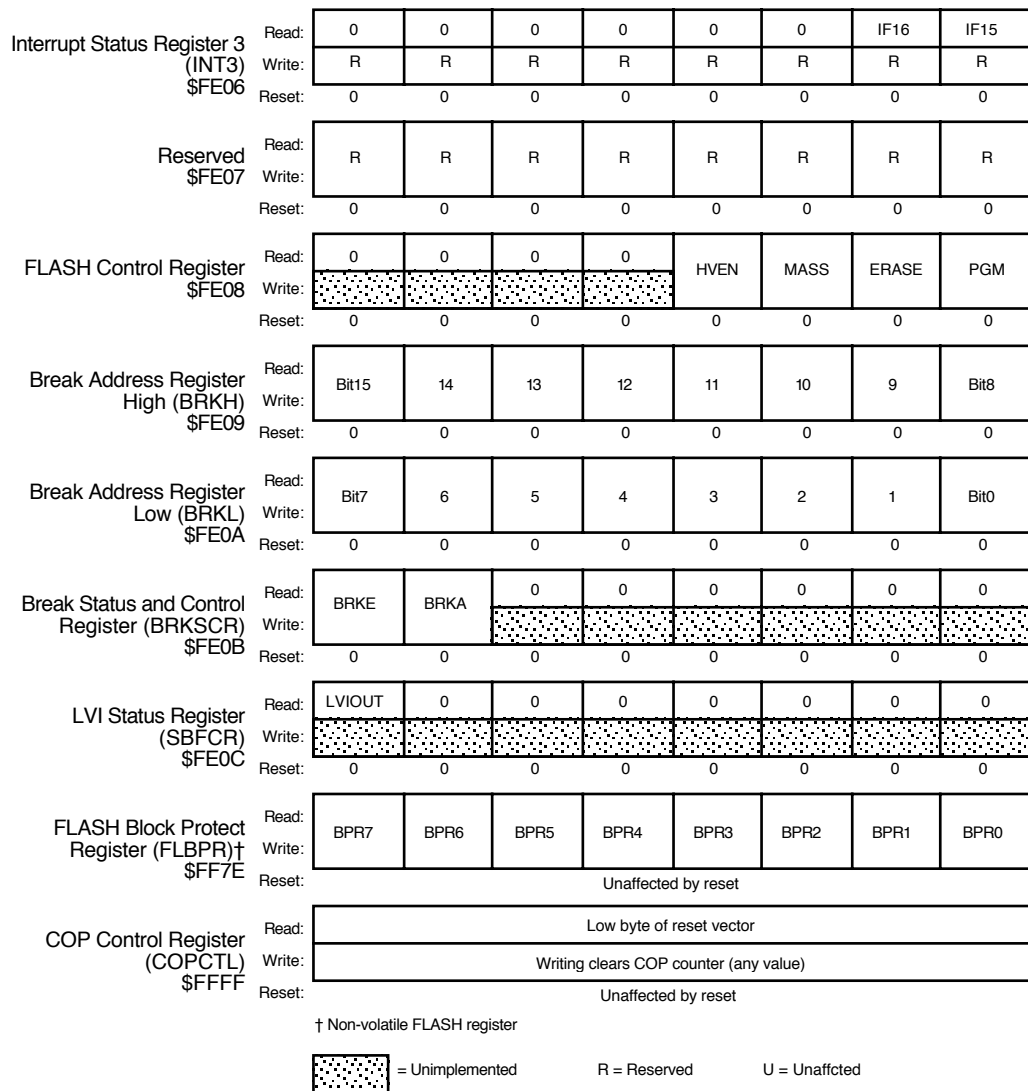 Interrupt Status Register 3
(INT3)
$FE06
Read: 0 0 0 0 0 0 IF16 IF15
Write: R R R R R R R R
Reset: 0 0 0 0 0 0 0 0
Reserved
$FE07
Read:
R R R R R R R R
Write:
Reset: 0 0 0 0 0 0 0 0
FLASH Control Register
$FE08
Read: 0 0 0 0
HVEN MASS ERASE PGM
Write:
Reset: 0 0 0 0 0 0 0 0
Break Address Register
High (BRKH)
$FE09
Read:
Bit15 14 13 12 11 10 9 Bit8
Write:
Reset: 0 0 0 0 0 0 0 0
Break Address Register
Low (BRKL)
$FE0A
Read:
Bit7 6 5 4 3 2 1 Bit0
Write:
Reset: 0 0 0 0 0 0 0 0
Break Status and Control
Register (BRKSCR)
$FE0B
Read: 0 0 0 0 0 0
BRKE BRKA
Write:
Reset: 0 0 0 0 0 0 0 0
LVI Status Register
(SBFCR)
$FE0C
Read: LVIOUT 0 0 0 0 0 0 0
Write:
Reset: 0 0 0 0 0 0 0 0
FLASH Block Protect
Register (FLBPR)†
$FF7E
Read:
BPR7 BPR6 BPR5 BPR4 BPR3 BPR2 BPR1 BPR0
Write:
Reset: Unaffected by reset
COP Control Register
(COPCTL)
$FFFF
Read: Low byte of reset vector
Write: Writing clears COP counter (any value)
Reset: Unaffected by reset
† Non-volatile FLASH register
= Unimplemented R = Reserved U = Unaffcted